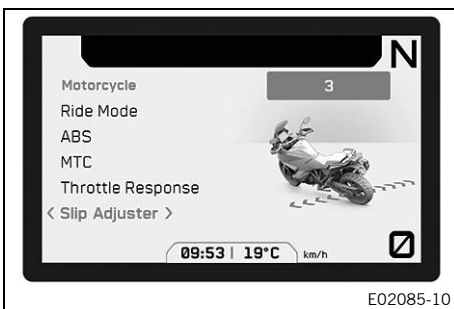 N
Motorcycle
3
Ride Mode
ABS
MTC
Throttle Response
< Slip Adjuster >
09:53 | 19°C km/h
E02085-10